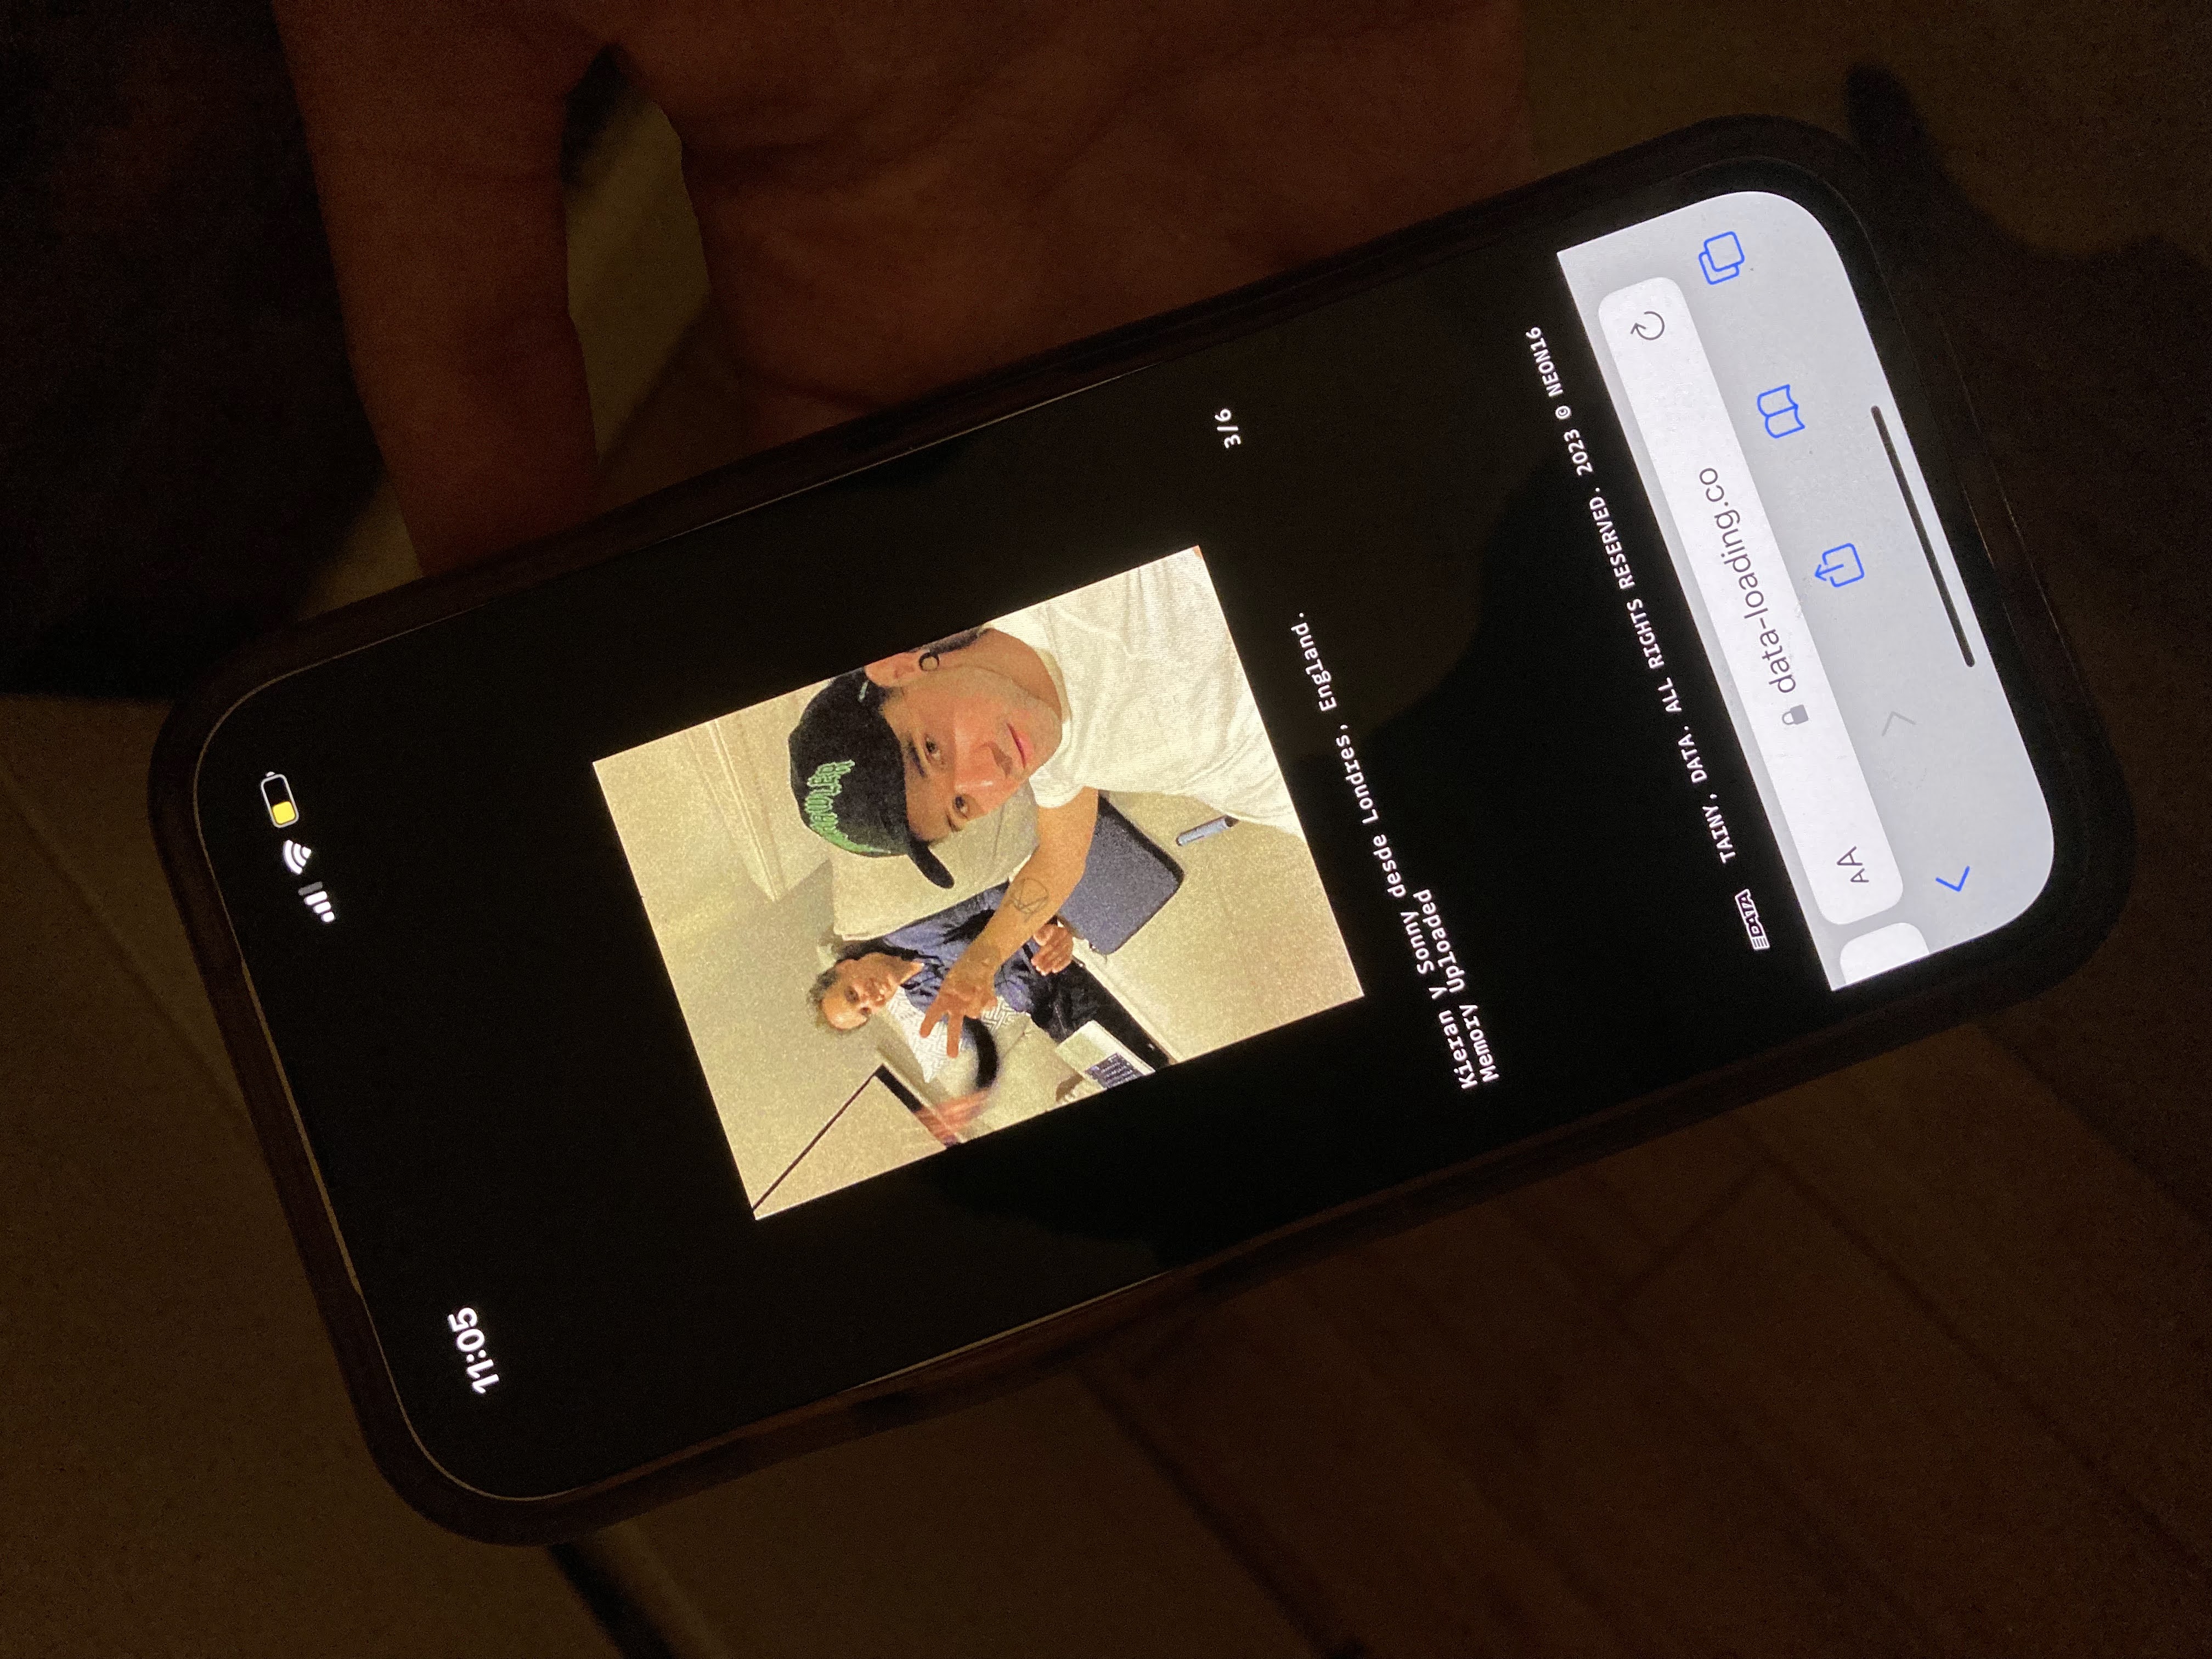 11:05
3/6
Kieran y Sonny desde Londres, England.
Memory Uploaded
DATA
TAINY, DATA. ALL RIGHTS RESERVED. 2023 © NEON16
AA
data-loading.co